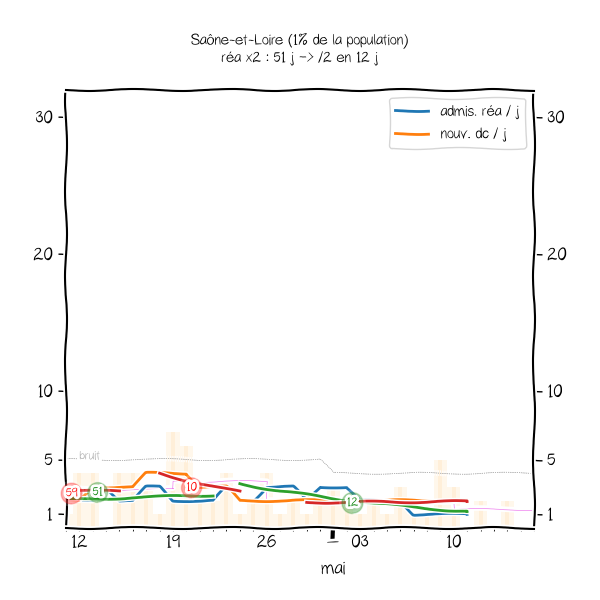 Saône-et-Loire (1% de la population)
réa x2 : 51 j -> /2 en 12 j
admis. réa / j
nouv. dc / j
30 30
20 20
10 10
5 5
1 1
bruit
59 51 10 12
12 19 26 03 10
mai